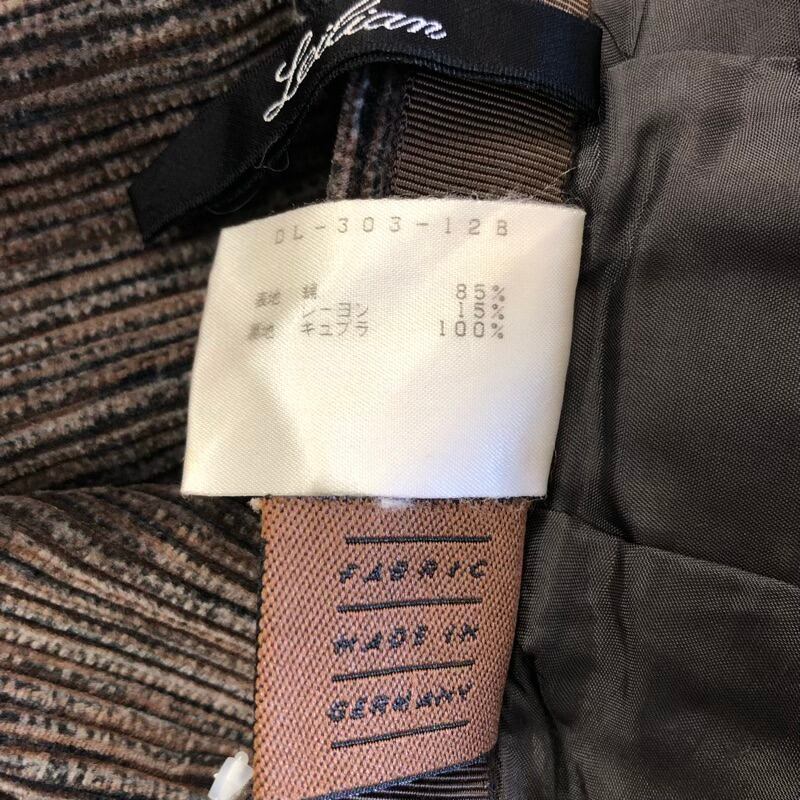 Leilian
DL-303-128
表地 綿 85%
レーヨン 15%
裏地 キュプラ 100%
FABRIC
MADE IN
GERMANY